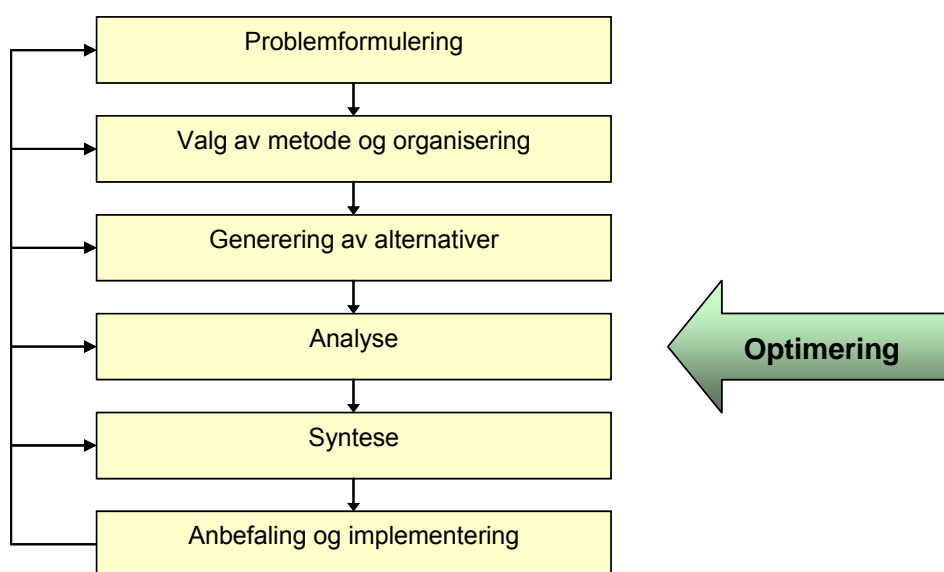 Problemformulering
Valg av metode og organisering
Generering av alternativer
Analyse
Optimering
Syntese
Anbefaling og implementering